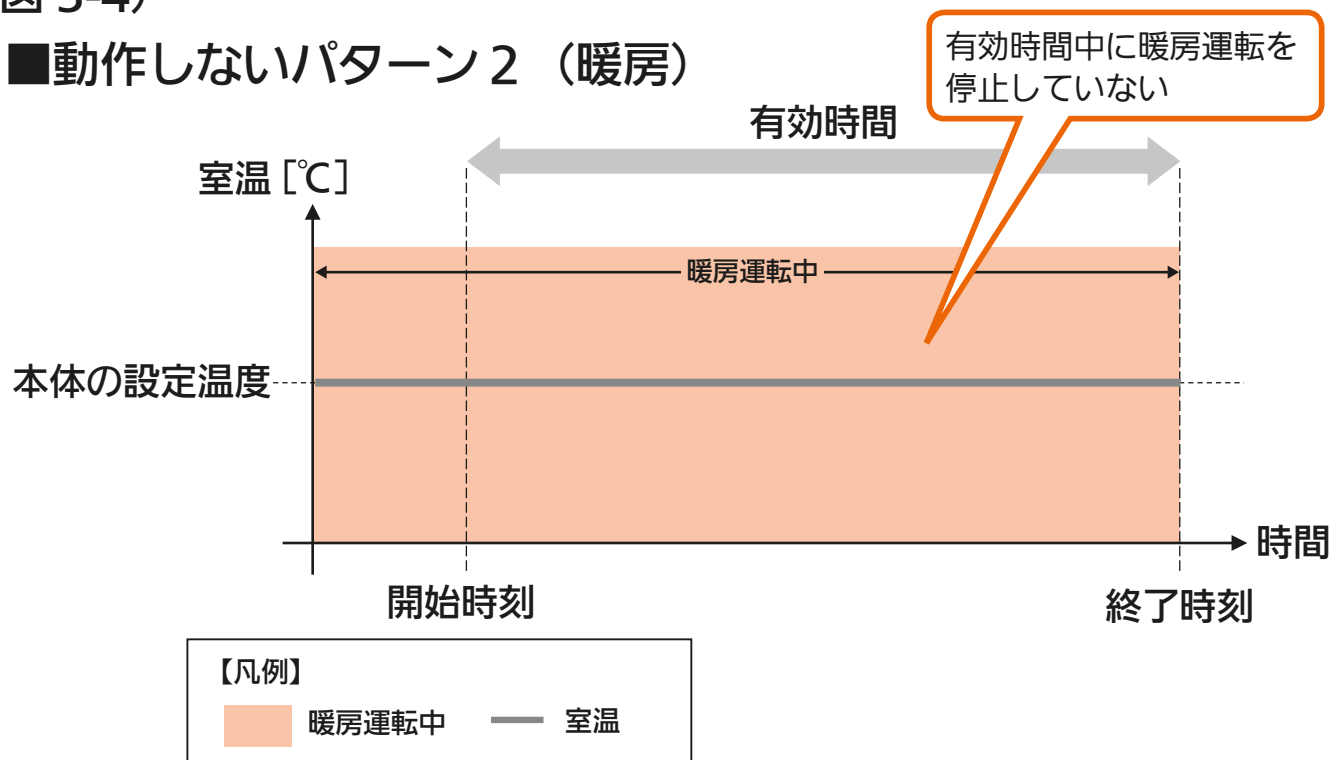 図 3-4）
■動作しないパターン２（暖房）
有効時間中に暖房運転を
停止していない
有効時間
室温［℃］
暖房運転中
本体の設定温度
時間
開始時刻
終了時刻
【凡例】
暖房運転中
室温